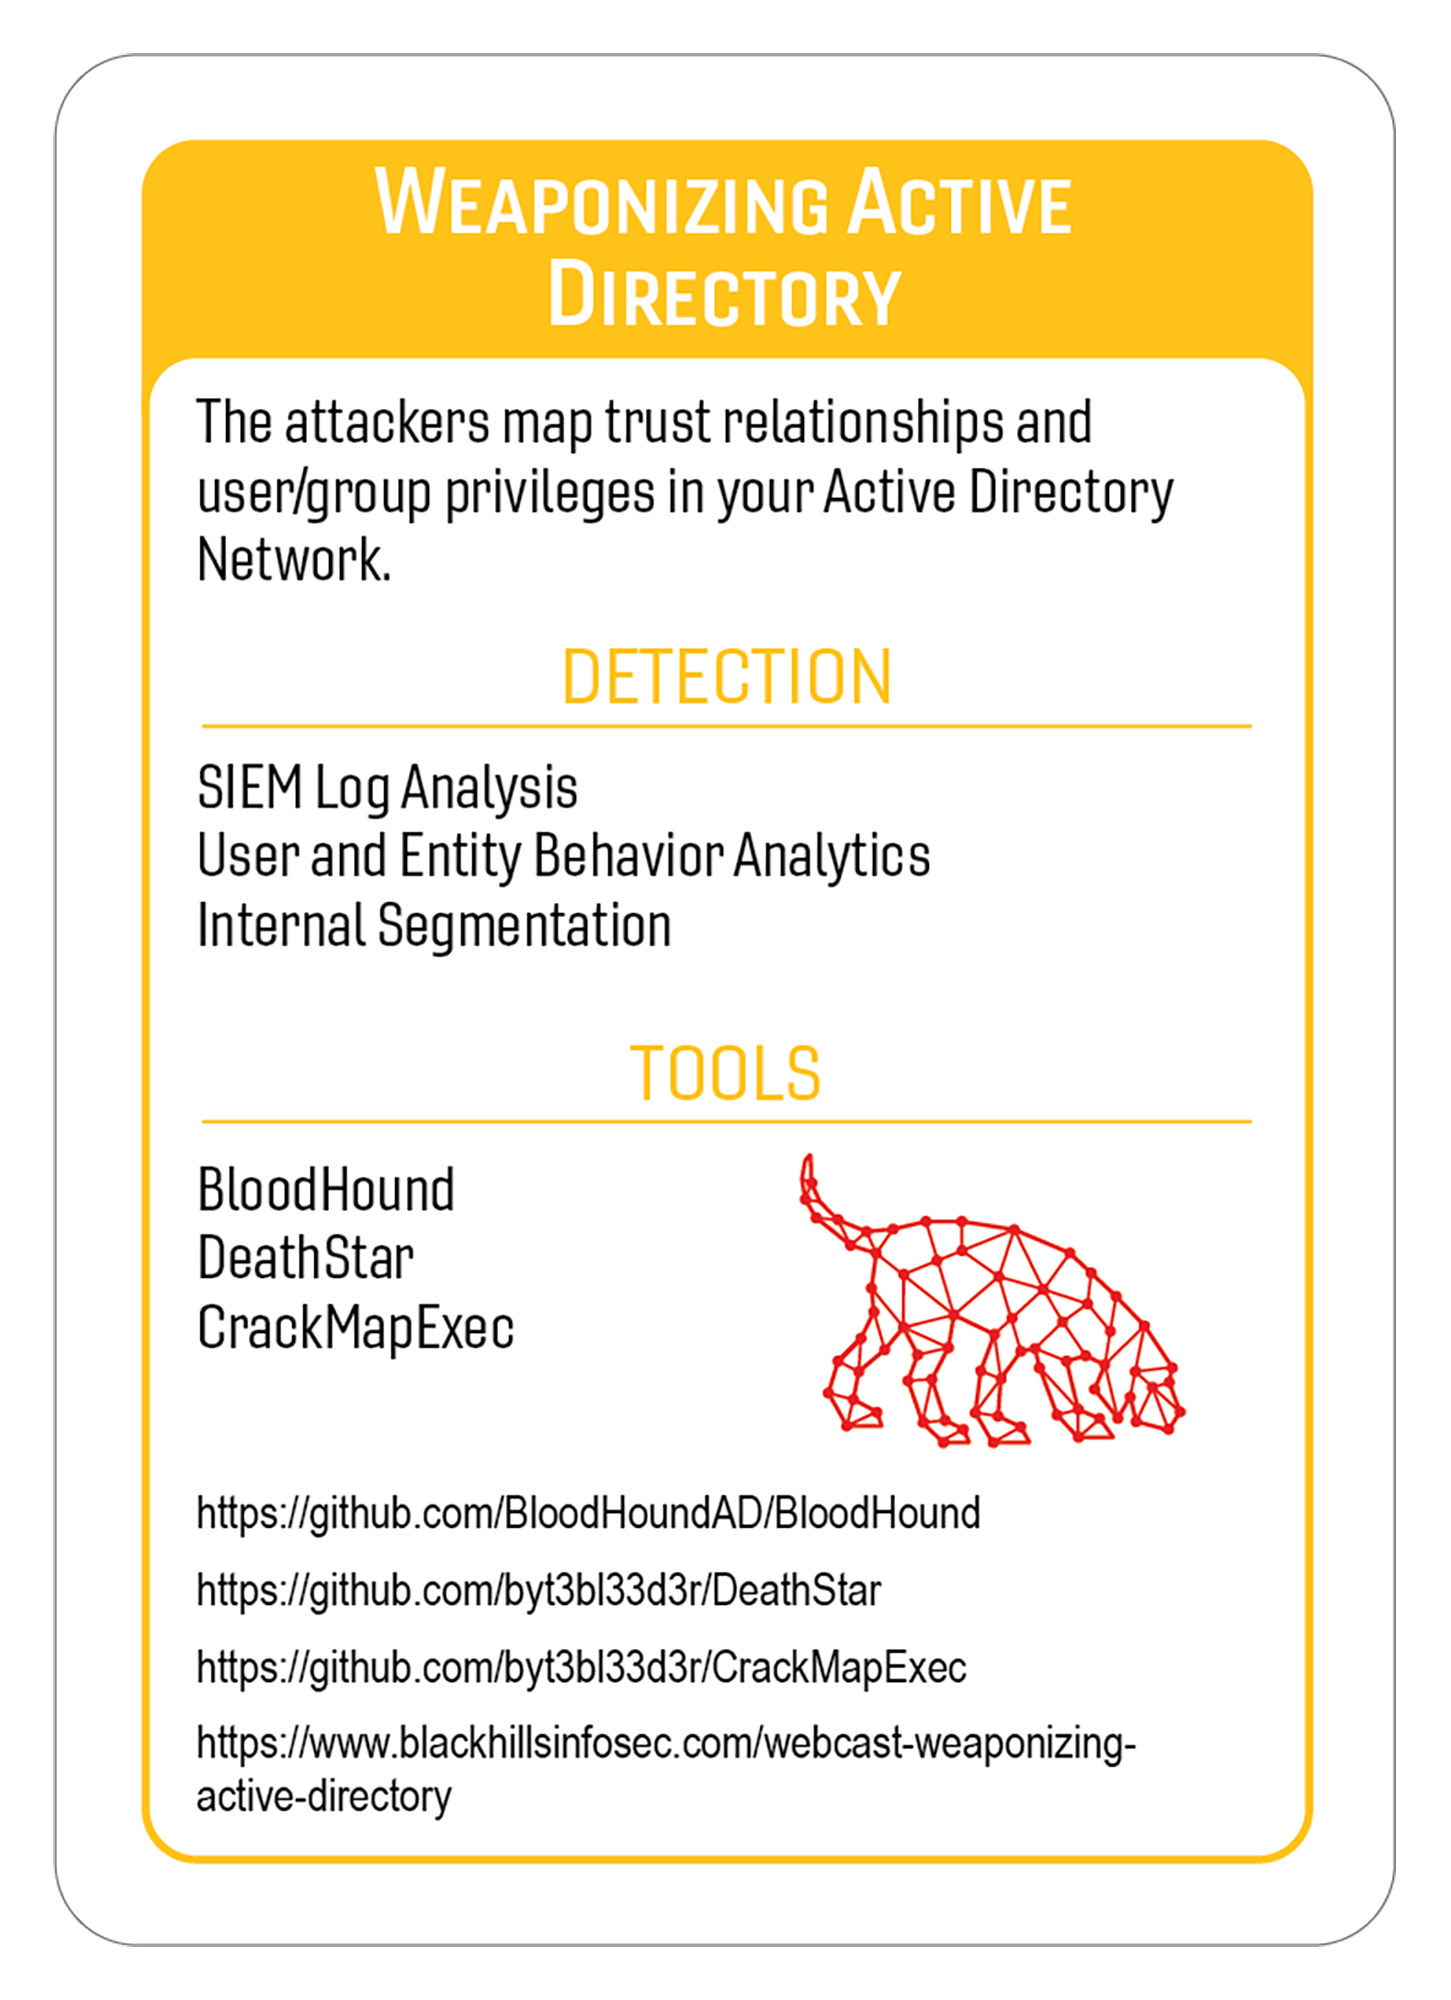 WEAPONIZING ACTIVE
DIRECTORY
The attackers map trust relationships and
user/group privileges in your Active Directory
Network.
DETECTION
SIEM Log Analysis
User and Entity Behavior Analytics
Internal Segmentation
TOOLS
BloodHound
DeathStar
CrackMapExec
https://github.com/BloodHoundAD/BloodHound
https://github.com/byt3bl33d3r/DeathStar
https://github.com/byt3bl33d3r/CrackMapExec
https://www.blackhillsinfosec.com/webcast-weaponizing-
active-directory